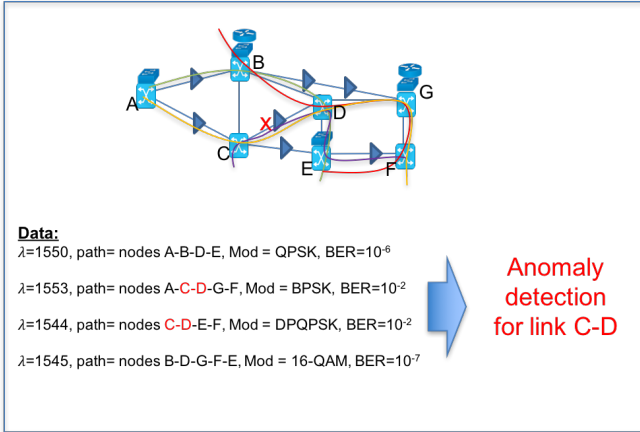 B
A
G
X
D
C
E
F
Data:
λ=1550, path= nodes A-B-D-E, Mod = QPSK, BER=10⁻⁶
λ=1553, path= nodes A-C-D-G-F, Mod = BPSK, BER=10⁻²
λ=1544, path= nodes C-D-E-F, Mod = DPQPSK, BER=10⁻²
λ=1545, path= nodes B-D-G-F-E, Mod = 16-QAM, BER=10⁻⁷
Anomaly
detection
for link C-D